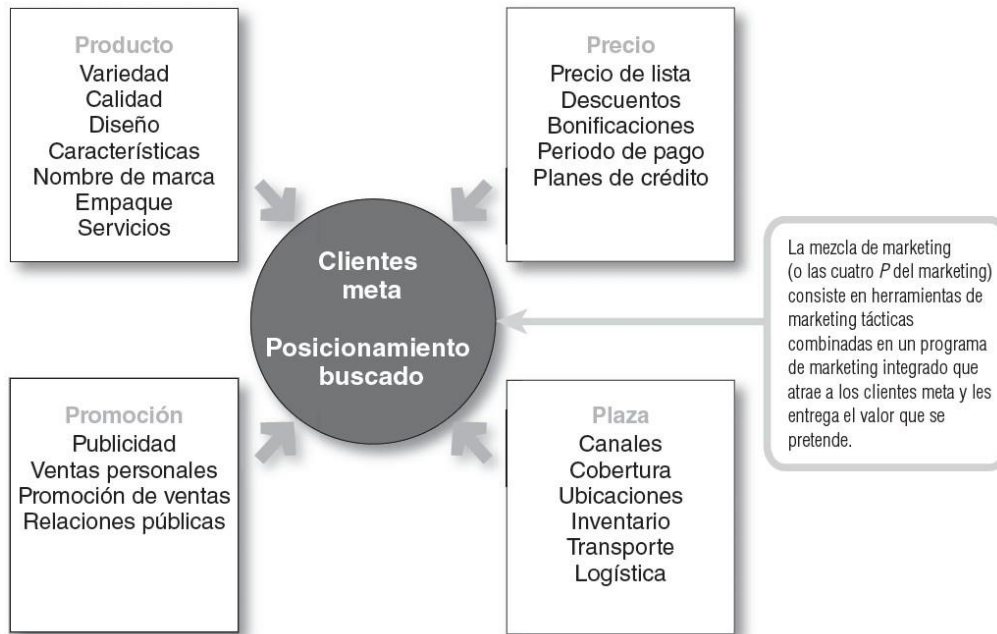 Producto
Variedad
Calidad
Diseño
Características
Nombre de marca
Empaque
Servicios
Precio
Precio de lista
Descuentos
Bonificaciones
Periodo de pago
Planes de crédito
Clientes
meta
Posicionamiento
buscado
La mezcla de marketing
(o las cuatro P del marketing)
consiste en herramientas de
marketing tácticas
combinadas en un programa
de marketing integrado que
atrae a los clientes meta y les
entrega el valor que se
pretende.
Promoción
Publicidad
Ventas personales
Promoción de ventas
Relaciones públicas
Plaza
Canales
Cobertura
Ubicaciones
Inventario
Transporte
Logística